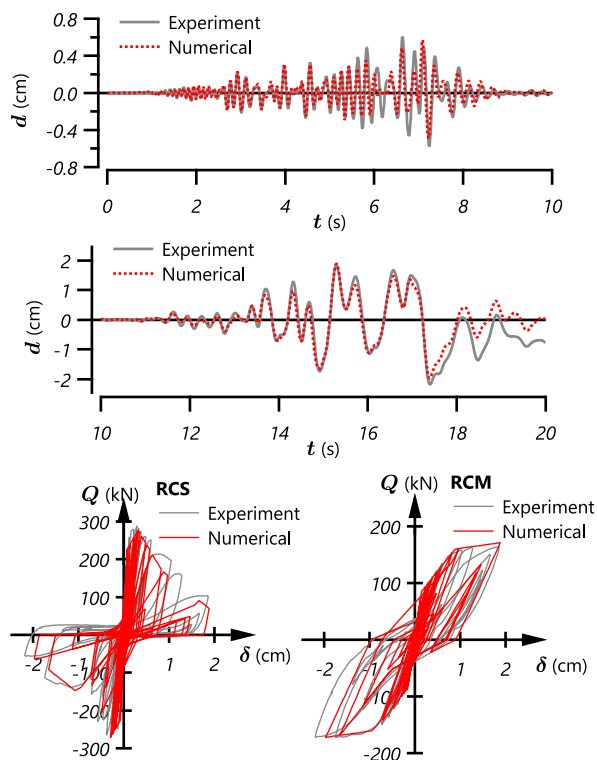 0.8
0.4
0.0
-0.4
-0.8
d (cm)
Experiment
Numerical
0 2 4 6 8 10
t (s)
2
1
0
-1
-2
d (cm)
Experiment
Numerical
10 12 14 16 18 20
t (s)
Q (kN) RCS
Experiment
Numerical
300
200
100
-2 -1 1 2
δ (cm)
-100
-200
-300
Q (kN) RCM
Experiment
Numerical
200
100
-2 -1 1 2
δ (cm)
-100
-200